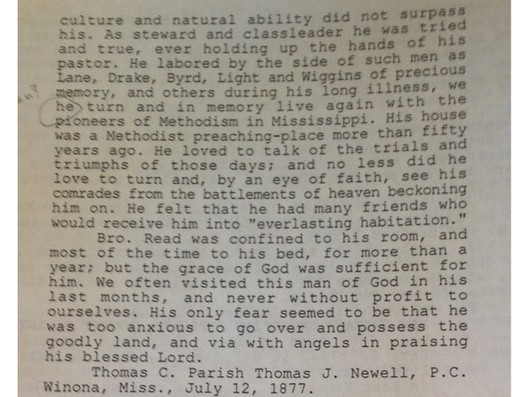 culture and natural ability did not surpass
his. As steward and classleader he was tried
and true, ever holding up the hands of his
pastor. He labored by the side of such men as
Lane, Drake, Byrd, Light and Wiggins of precious
memory, and others during his long illness, we
he turn and in memory live again with the
pioneers of Methodism in Mississippi. His house
was a Methodist preaching-place more than fifty
years ago. He loved to talk of the trials and
triumphs of those days; and no less did he
love to turn and, by an eye of faith, see his
comrades from the battlements of heaven beckoning
him on. He felt that he had many friends who
would receive him into "everlasting habitation."
Bro. Read was confined to his room, and
most of the time to his bed, for more than a
year; but the grace of God was sufficient for
him. We often visited this man of God in his
last months, and never without profit to
ourselves. His only fear seemed to be that he
was too anxious to go over and possess the
goodly land, and via with angels in praising
his blessed Lord.
Thomas C. Parish Thomas J. Newell, P.C.
Winona, Miss., July 12, 1877.